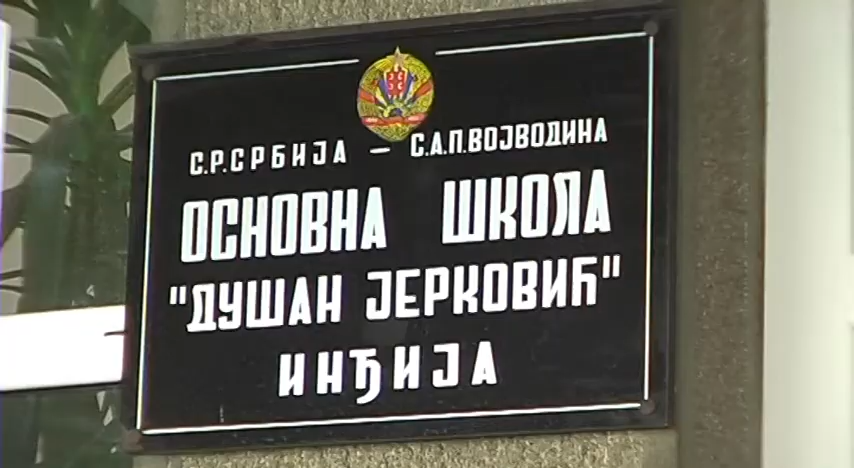 С.Р.СРБИЈА – С.А.П.ВОЈВОДИНА
ОСНОВНА ШКОЛА
"ДУШАН ЈЕРКОВИЋ"
ИНЂИЈА